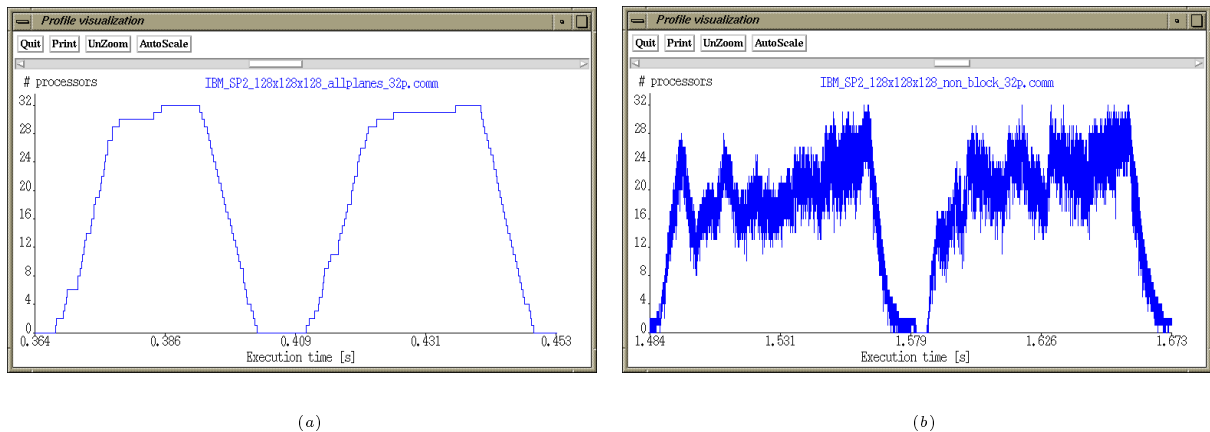 Profile visualization
Quit Print UnZoom AutoScale
# processors
IBM_SP2_128x128x128_allplanes_32p.comm
32
28
24
20
16
12
8
4
0
0.364 0.386 0.409 0.431 0.453
Execution time [s]
(a)
Profile visualization
Quit Print UnZoom AutoScale
# processors
IBM_SP2_128x128x128_non_block_32p.comm
32
28
24
20
16
12
8
4
0
1.484 1.531 1.579 1.626 1.673
Execution time [s]
(b)